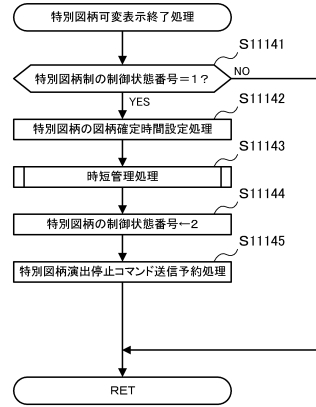 特別図柄可変表示終了処理
S11141
特別図柄制の制御状態番号=1?
NO
YES
S11142
特別図柄の図柄確定時間設定処理
S11143
時短管理処理
S11144
特別図柄の制御状態番号←2
S11145
特別図柄演出停止コマンド送信予約処理
RET